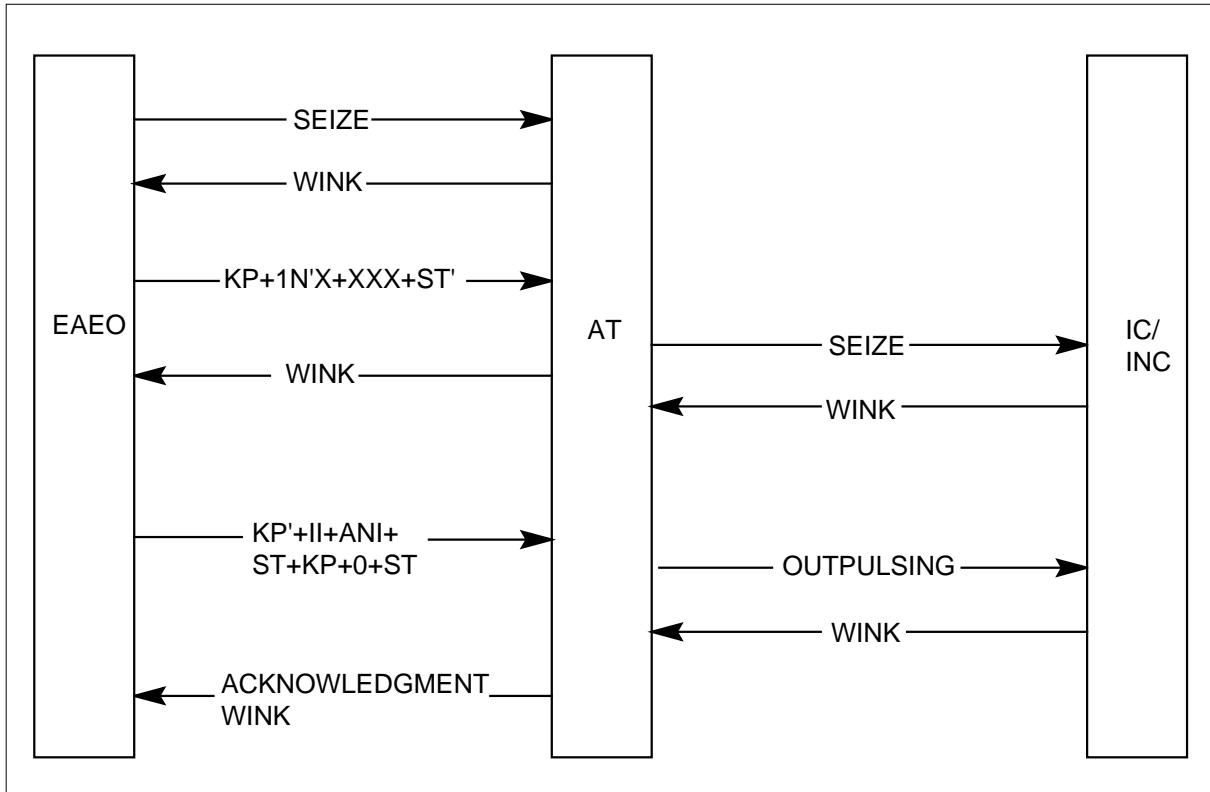 SEIZE
WINK
KP+1N'X+XXX+ST'
EAEO
AT
IC/
INC
SEIZE
WINK
WINK
KP'+II+ANI+
ST+KP+0+ST
OUTPULSING
WINK
ACKNOWLEDGMENT
WINK